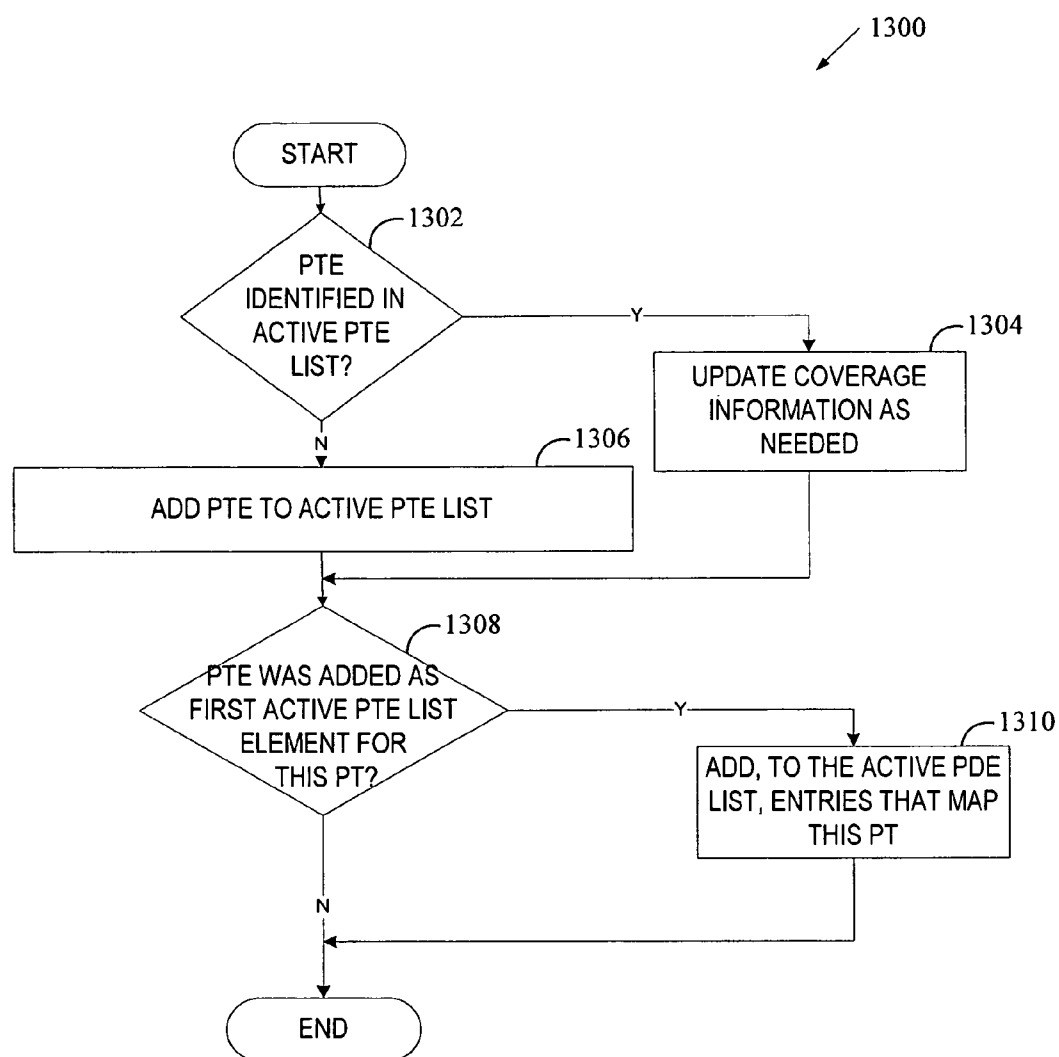 1300
START
1302
PTE
IDENTIFIED IN
ACTIVE PTE
LIST?
Y
1304
UPDATE COVERAGE
INFORMATION AS
NEEDED
N
1306
ADD PTE TO ACTIVE PTE LIST
1308
PTE WAS ADDED AS
FIRST ACTIVE PTE LIST
ELEMENT FOR
THIS PT?
Y
1310
ADD, TO THE ACTIVE PDE
LIST, ENTRIES THAT MAP
THIS PT
N
END